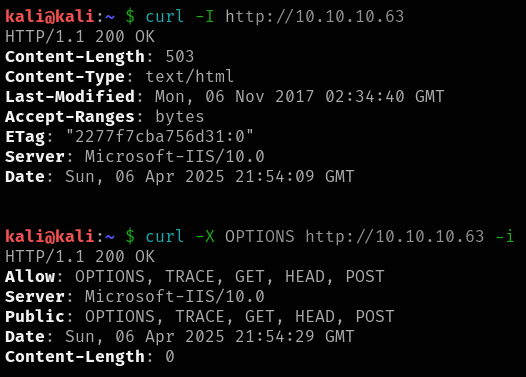 kali@kali:~ $ curl -I http://10.10.10.63
HTTP/1.1 200 OK
Content-Length: 503
Content-Type: text/html
Last-Modified: Mon, 06 Nov 2017 02:34:40 GMT
Accept-Ranges: bytes
ETag: "2277f7cba756d31:0"
Server: Microsoft-IIS/10.0
Date: Sun, 06 Apr 2025 21:54:09 GMT
kali@kali:~ $ curl -X OPTIONS http://10.10.10.63 -i
HTTP/1.1 200 OK
Allow: OPTIONS, TRACE, GET, HEAD, POST
Server: Microsoft-IIS/10.0
Public: OPTIONS, TRACE, GET, HEAD, POST
Date: Sun, 06 Apr 2025 21:54:29 GMT
Content-Length: 0